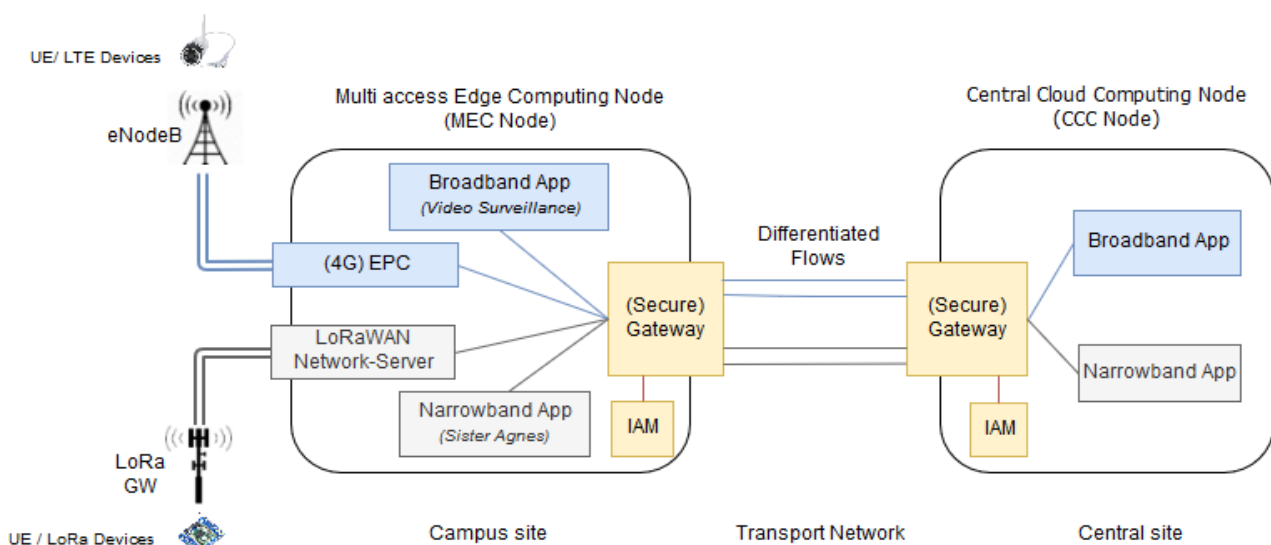 UE/ LTE Devices
eNodeB
Multi access Edge Computing Node
(MEC Node)
Broadband App
(Video Surveillance)
(4G) EPC
LoRaWAN
Network-Server
Narrowband App
(Sister Agnes)
(Secure)
Gateway
IAM
LoRa
GW
UE / LoRa Devices
Campus site
Differentiated
Flows
Transport Network
Central Cloud Computing Node
(CCC Node)
(Secure)
Gateway
IAM
Broadband App
Narrowband App
Central site